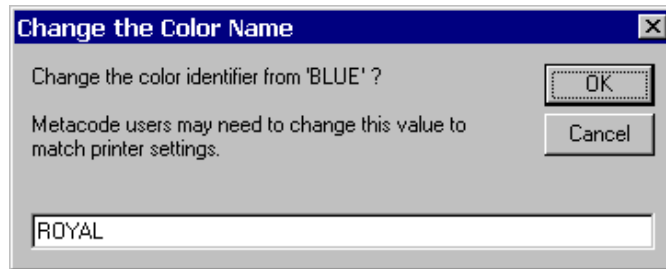 Change the Color Name
Change the color identifier from 'BLUE' ?
OK
Metacode users may need to change this value to
match printer settings.
Cancel
ROYAL